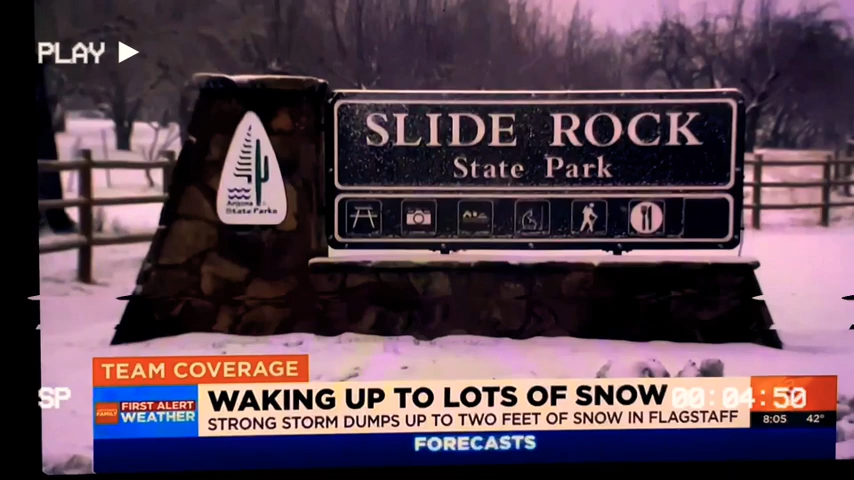 PLAY
SLIDE ROCK
State Park
Arizona
State Parks
SP
TEAM COVERAGE
FIRST ALERT
WEATHER
WAKING UP TO LOTS OF SNOW
STRONG STORM DUMPS UP TO TWO FEET OF SNOW IN FLAGSTAFF
00:04:50
8:05 42°
FORECASTS